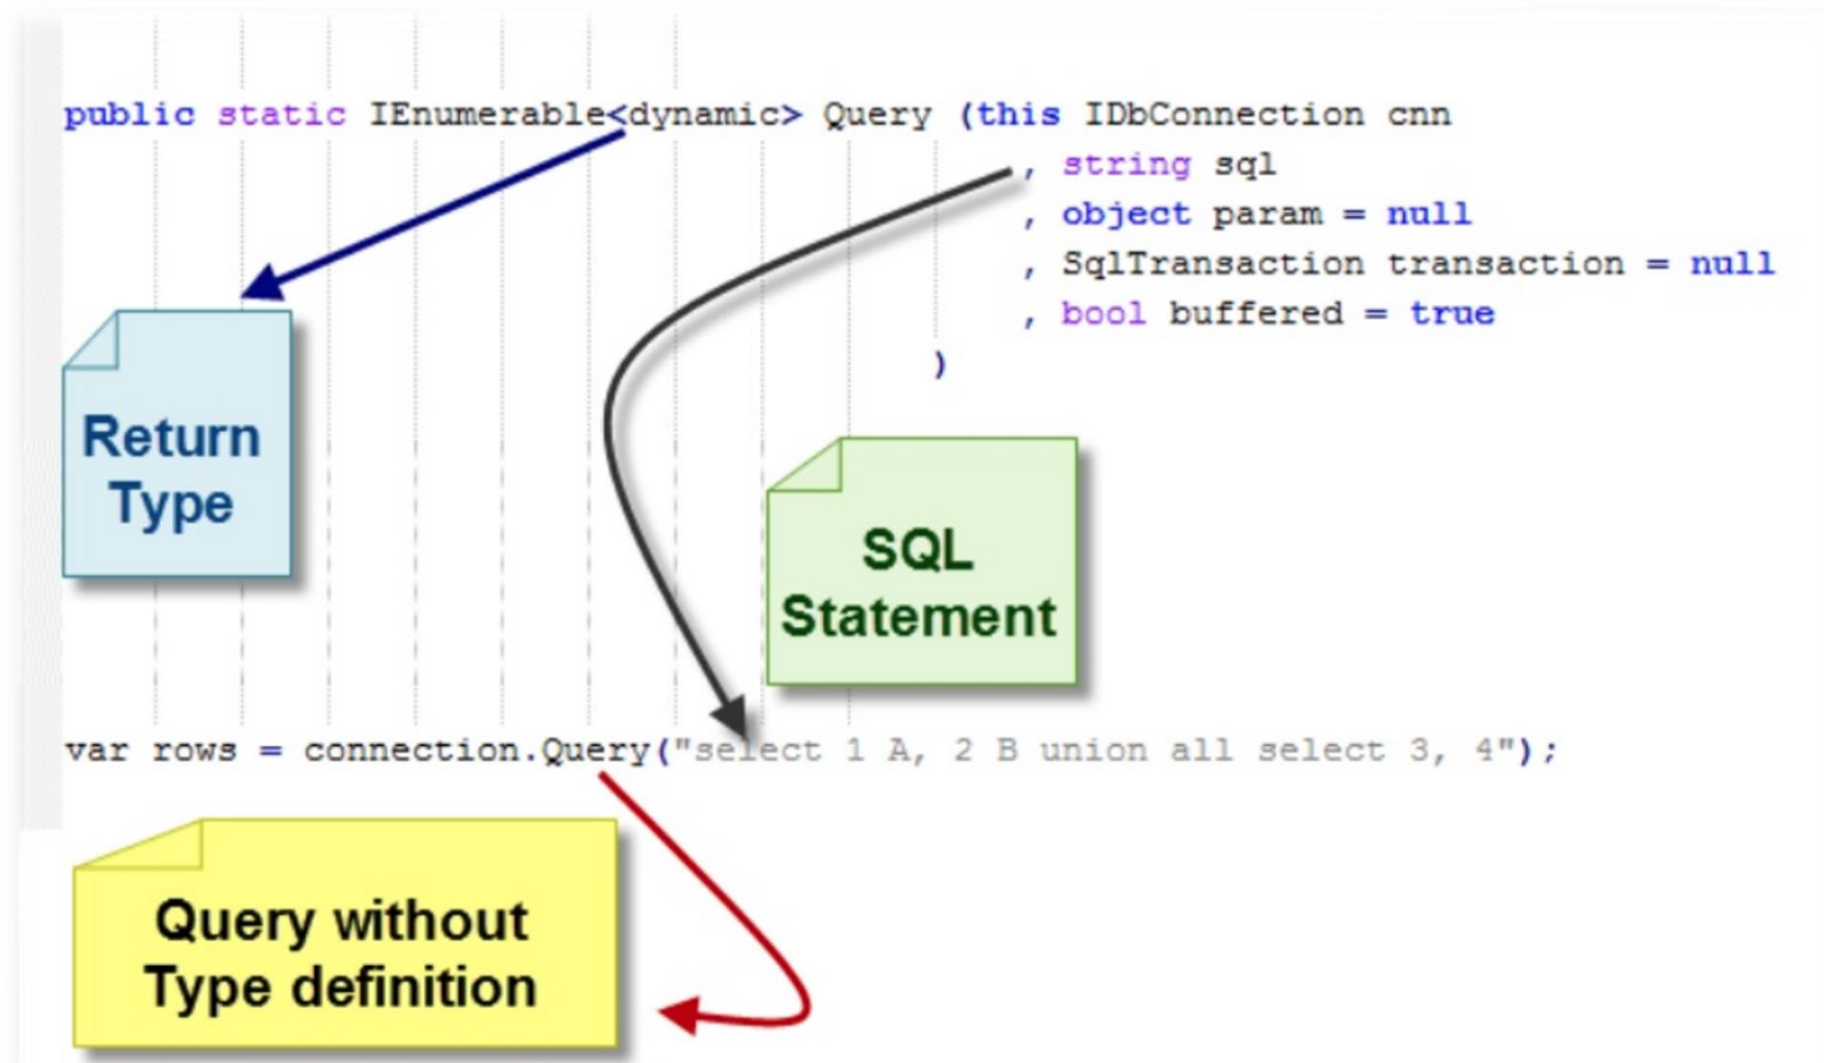 public static IEnumerable<dynamic> Query (this IDbConnection cnn
, string sql
, object param = null
, SqlTransaction transaction = null
, bool buffered = true
)
Return
Type
SQL
Statement
var rows = connection.Query("select 1 A, 2 B union all select 3, 4");
Query without
Type definition